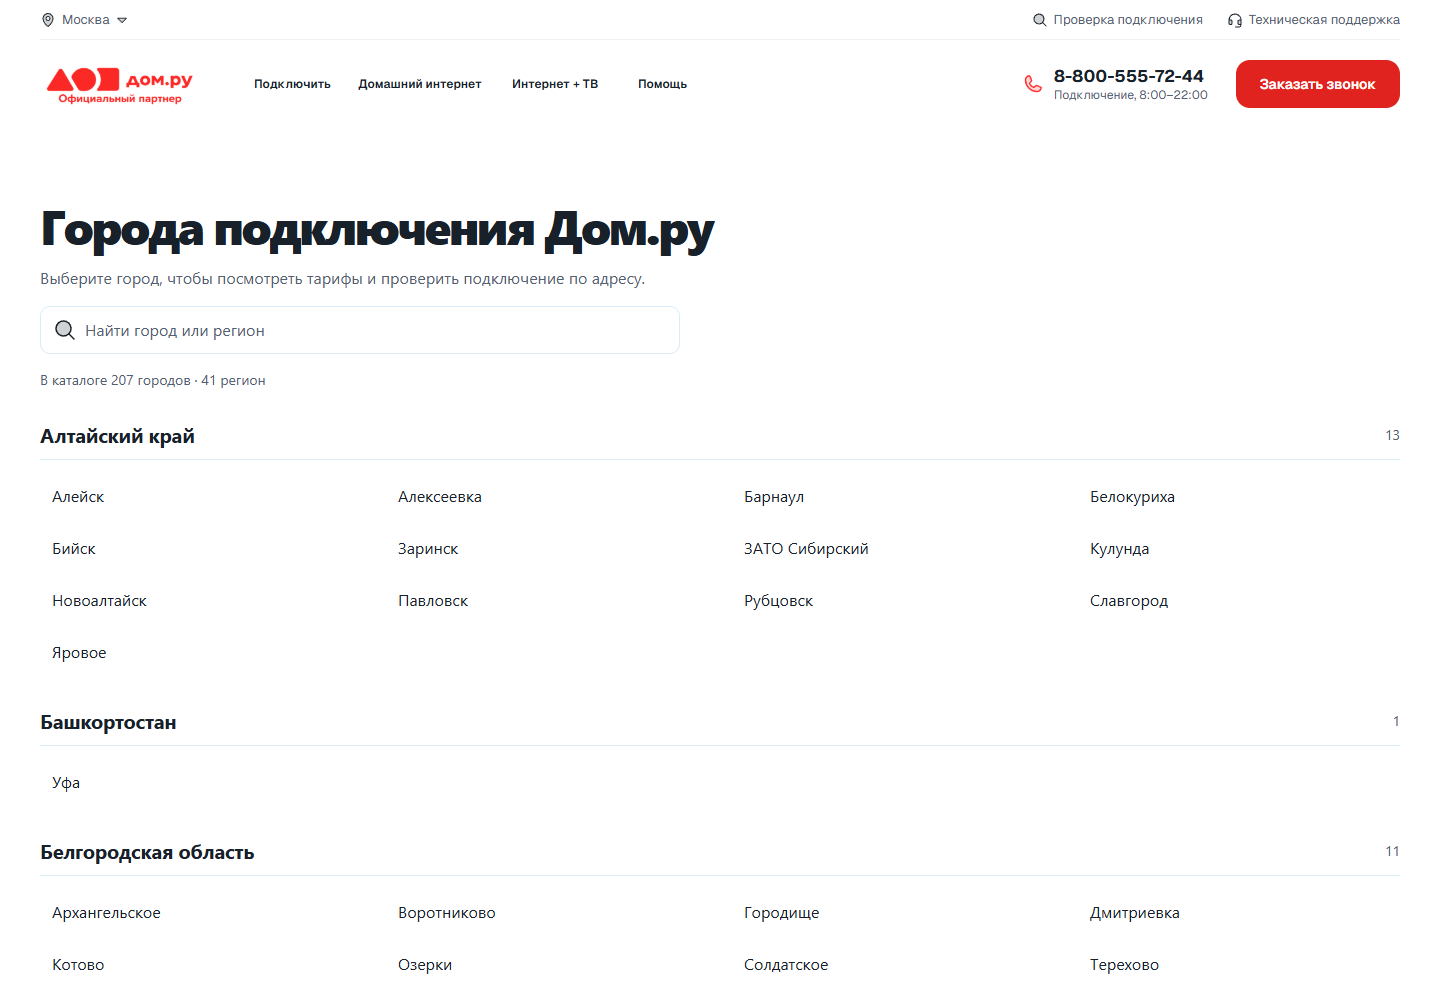 Москва
Проверка подключения
Техническая поддержка
дом.ру
Официальный партнер
Подключить
Домашний интернет
Интернет + ТВ
Помощь
8-800-555-72-44
Подключение, 8:00–22:00
Заказать звонок
Города подключения Дом.ру
Выберите город, чтобы посмотреть тарифы и проверить подключение по адресу.
Найти город или регион
В каталоге 207 городов · 41 регион
Алтайский край 13
Алейск Алексеевка Барнаул Белокуриха
Бийск Заринск ЗАТО Сибирский Кулунда
Новоалтайск Павловск Рубцовск Славгород
Яровое
Башкортостан 1
Уфа
Белгородская область 11
Архангельское Воротниково Городище Дмитриевка
Котово Озерки Солдатское Терехово